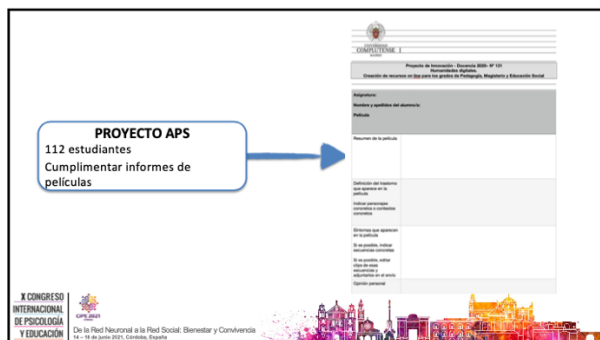 UNIVERSIDAD
COMPLUTENSE
MADRID
Proyecto de Innovación - Docencia 2020- Nº 131
Humanidades digitales.
Creación de recursos on line para los grados de Pedagogía, Magisterio y Educación Social
PROYECTO APS
112 estudiantes
Cumplimentar informes de
películas
Asignatura:
Nombre y apellidos del alumno/a:
Película
Resumen de la película
Definición del trastorno
que aparece en la
película
Indicar personajes
concretos o contextos
concretos
Síntomas que aparecen
en la película
Si es posible, indicar
secuencias concretas
Si es posible, editar
clips de esas
secuencias y
adjuntarlos en el envío
Opinión personal
X CONGRESO
INTERNACIONAL
DE PSICOLOGÍA
Y EDUCACIÓN
De la Red Neuronal a la Red Social: Bienestar y Convivencia
14 – 18 de junio 2021, Córdoba, España